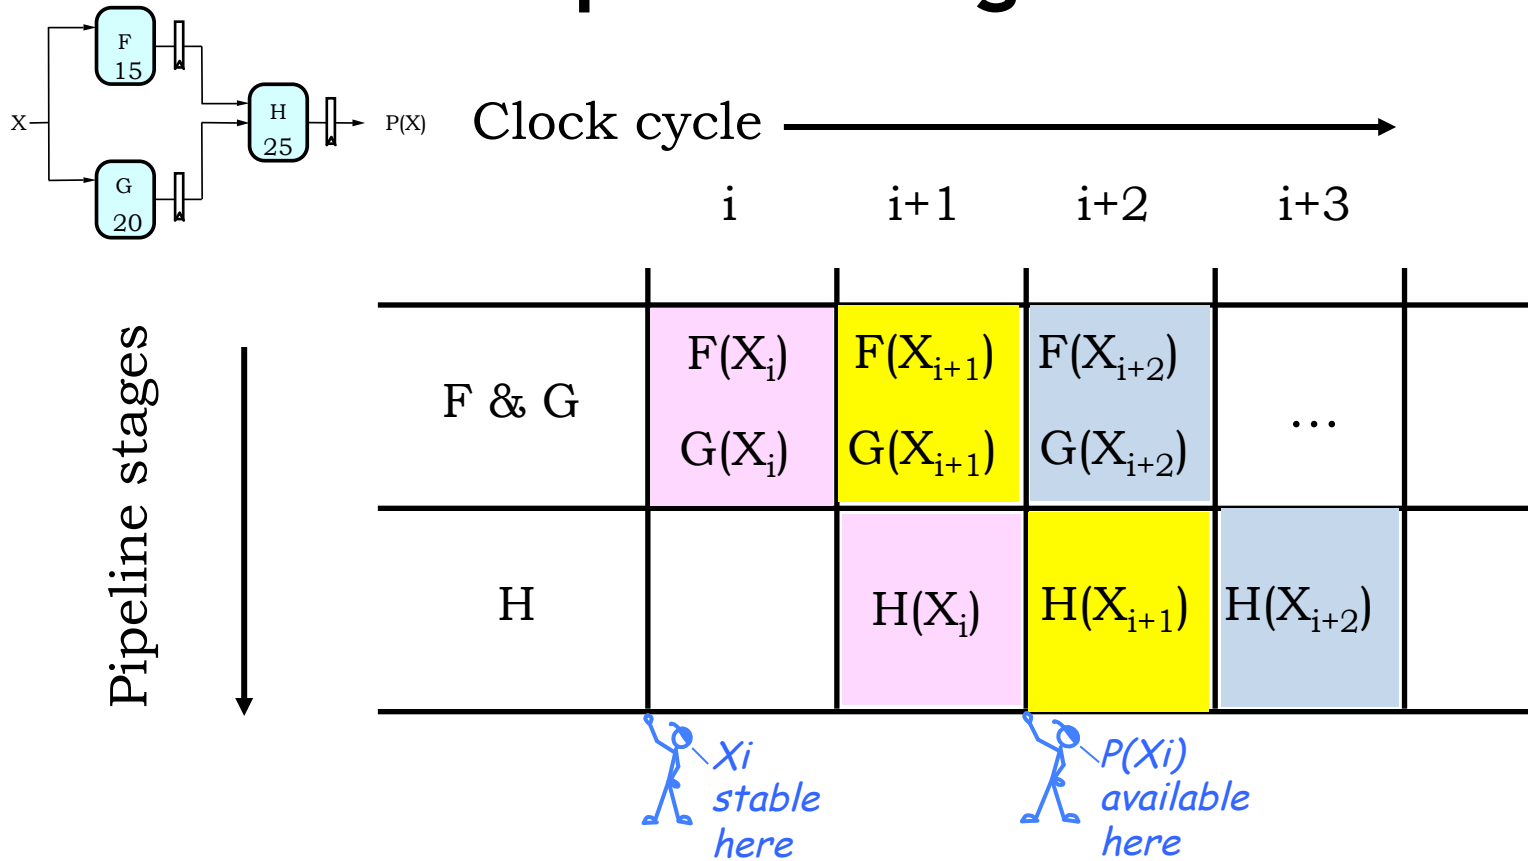 F
15
X
H
25
P(X)
G
20
Clock cycle
i i+1 i+2 i+3
Pipeline stages
F & G
F(Xᵢ) F(Xᵢ₊₁) F(Xᵢ₊₂)
G(Xᵢ) G(Xᵢ₊₁) G(Xᵢ₊₂)
...
H
H(Xᵢ) H(Xᵢ₊₁) H(Xᵢ₊₂)
Xi
stable
here
P(Xi)
available
here